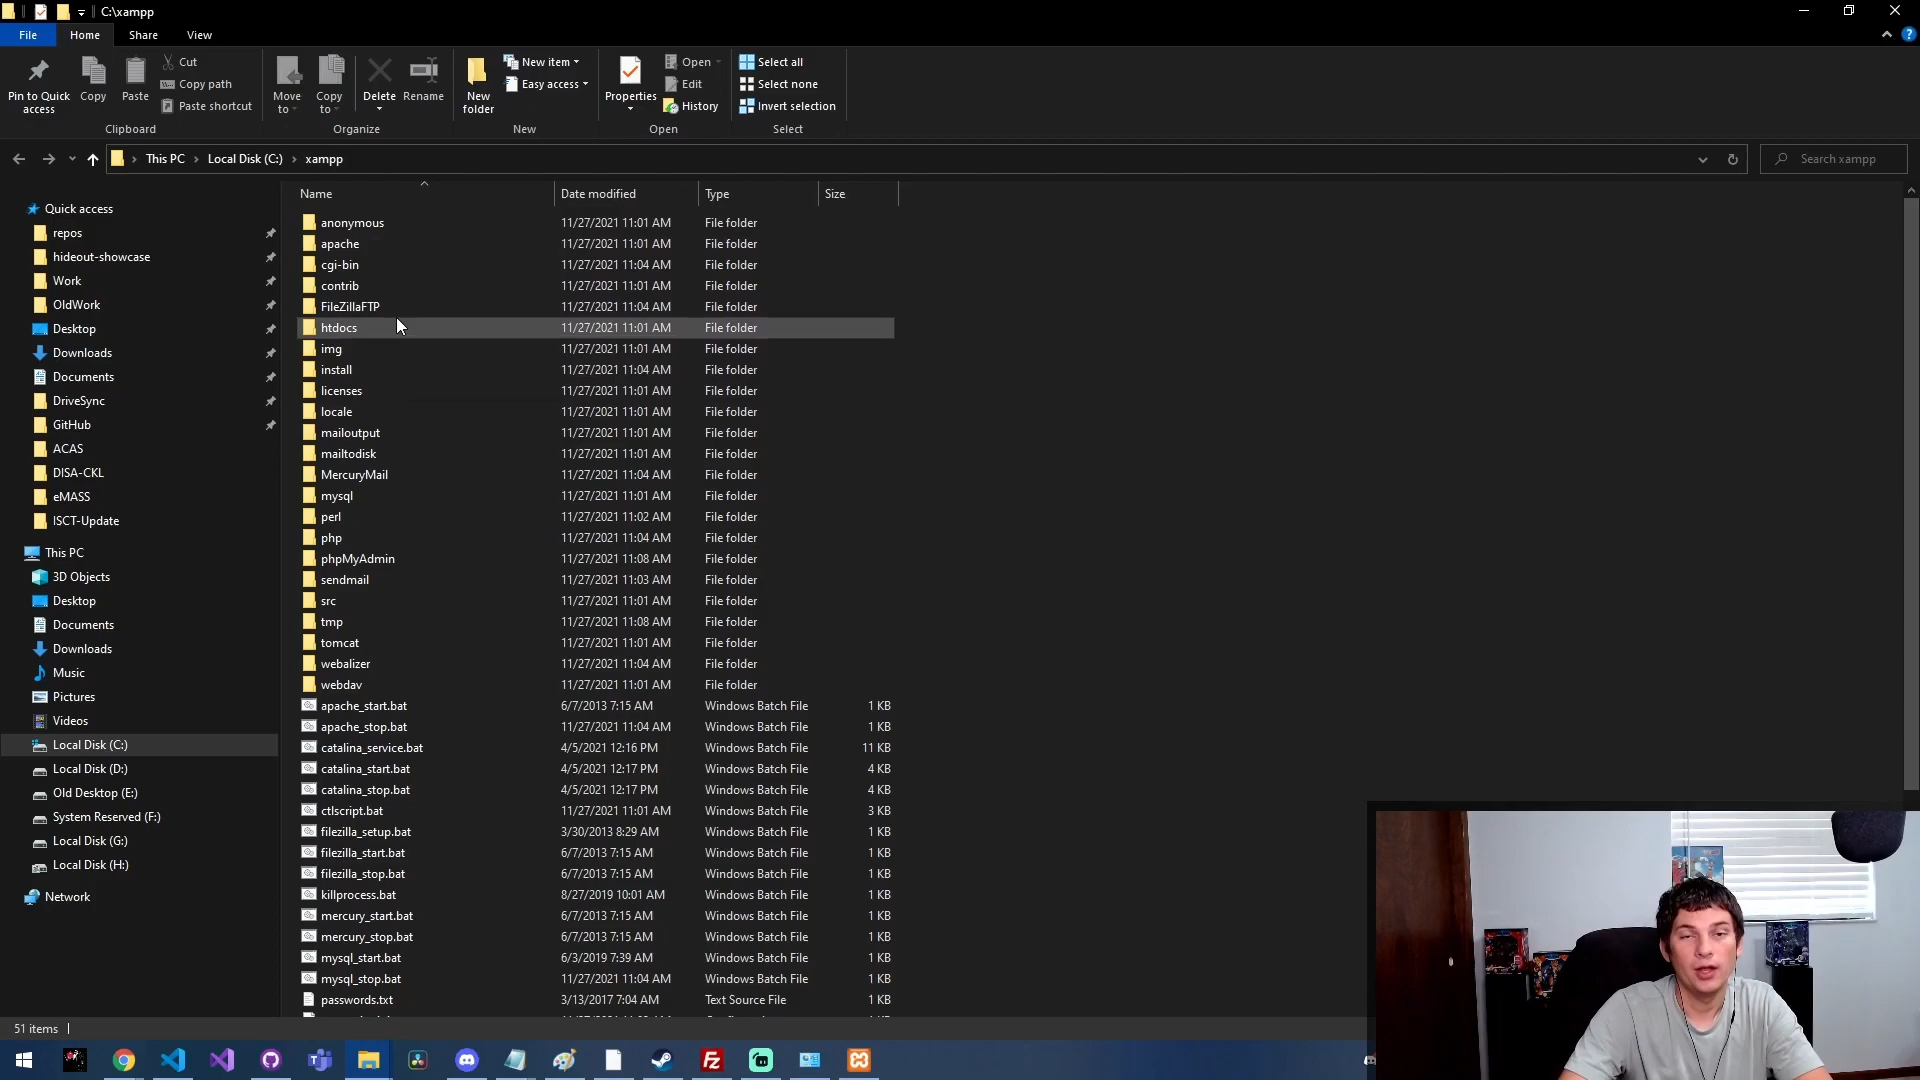 C:\xampp
File Home Share View
Pin to Quick access
Copy
Paste
Cut
Copy path
Paste shortcut
Clipboard
Move to
Copy to
Delete
Rename
Organize
New folder
New item
Easy access
New
Properties
Open
Edit
History
Open
Select all
Select none
Invert selection
Select
This PC > Local Disk (C:) > xampp
Search xampp
Quick access
repos
hideout-showcase
Work
OldWork
Desktop
Downloads
Documents
DriveSync
GitHub
ACAS
DISA-CKL
eMASS
ISCT-Update
This PC
3D Objects
Desktop
Documents
Downloads
Music
Pictures
Videos
Local Disk (C:)
Local Disk (D:)
Old Desktop (E:)
System Reserved (F:)
Local Disk (G:)
Local Disk (H:)
Network
Name Date modified Type Size
anonymous 11/27/2021 11:01 AM File folder
apache 11/27/2021 11:01 AM File folder
cgi-bin 11/27/2021 11:04 AM File folder
contrib 11/27/2021 11:01 AM File folder
FileZillaFTP 11/27/2021 11:04 AM File folder
htdocs 11/27/2021 11:01 AM File folder
img 11/27/2021 11:01 AM File folder
install 11/27/2021 11:04 AM File folder
licenses 11/27/2021 11:01 AM File folder
locale 11/27/2021 11:01 AM File folder
mailoutput 11/27/2021 11:01 AM File folder
mailtodisk 11/27/2021 11:01 AM File folder
MercuryMail 11/27/2021 11:04 AM File folder
mysql 11/27/2021 11:01 AM File folder
perl 11/27/2021 11:02 AM File folder
php 11/27/2021 11:04 AM File folder
phpMyAdmin 11/27/2021 11:08 AM File folder
sendmail 11/27/2021 11:03 AM File folder
src 11/27/2021 11:01 AM File folder
tmp 11/27/2021 11:08 AM File folder
tomcat 11/27/2021 11:01 AM File folder
webalizer 11/27/2021 11:04 AM File folder
webdav 11/27/2021 11:01 AM File folder
apache_start.bat 6/7/2013 7:15 AM Windows Batch File 1 KB
apache_stop.bat 11/27/2021 11:04 AM Windows Batch File 1 KB
catalina_service.bat 4/5/2021 12:16 PM Windows Batch File 11 KB
catalina_start.bat 4/5/2021 12:17 PM Windows Batch File 4 KB
catalina_stop.bat 4/5/2021 12:17 PM Windows Batch File 4 KB
ctlscript.bat 11/27/2021 11:01 AM Windows Batch File 3 KB
filezilla_setup.bat 3/30/2013 8:29 AM Windows Batch File 1 KB
filezilla_start.bat 6/7/2013 7:15 AM Windows Batch File 1 KB
filezilla_stop.bat 6/7/2013 7:15 AM Windows Batch File 1 KB
killprocess.bat 8/27/2019 10:01 AM Windows Batch File 1 KB
mercury_start.bat 6/7/2013 7:15 AM Windows Batch File 1 KB
mercury_stop.bat 6/7/2013 7:15 AM Windows Batch File 1 KB
mysql_start.bat 6/3/2019 7:39 AM Windows Batch File 1 KB
mysql_stop.bat 11/27/2021 11:04 AM Windows Batch File 1 KB
passwords.txt 3/13/2017 7:04 AM Text Source File 1 KB
51 items